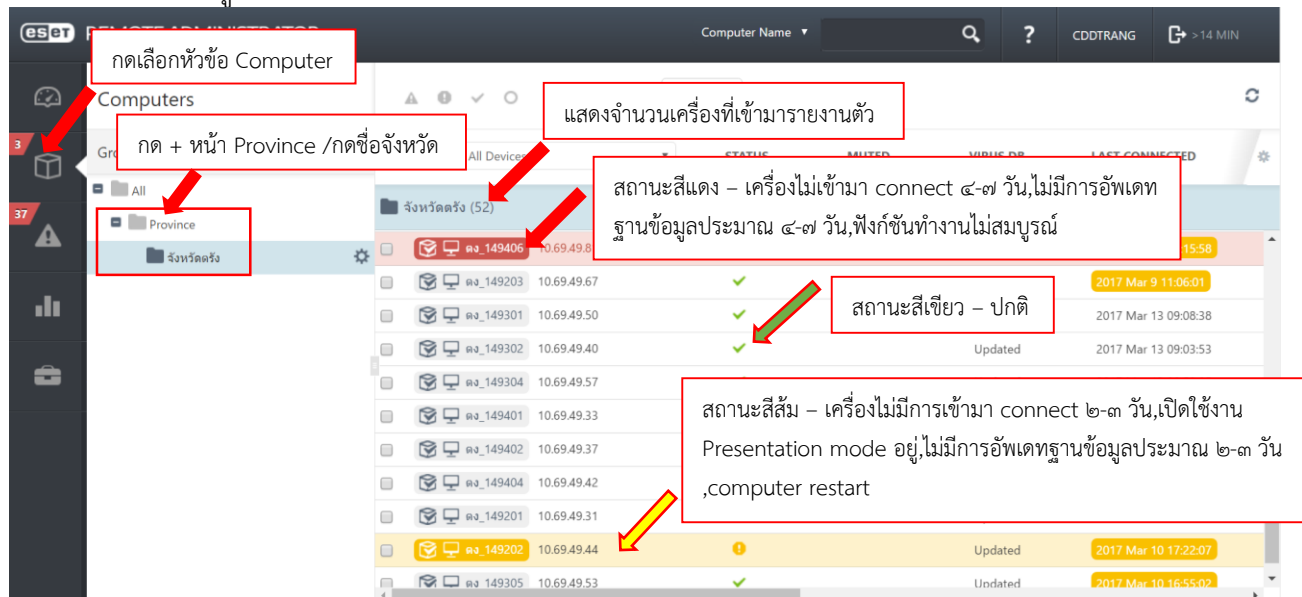 eset
Computer Name
?
CDDTRANG
>14 MIN
กดเลือกหัวข้อ Computer
Computers
แสดงจำนวนเครื่องที่เข้ามารายงานตัว
3
กด + หน้า Province /กดชื่อจังหวัด
All Devices
STATUS
MUTED
VIRUS DB
LAST CONNECTED
All
37
Province
จังหวัดตรัง
จังหวัดตรัง (52)
สถานะสีแดง – เครื่องไม่เข้ามา connect ๔-๗ วัน,ไม่มีการอัพเดท
ฐานข้อมูลประมาณ ๔-๗ วัน,ฟังก์ชันทำงานไม่สมบูรณ์
ตง_149406
15:58
ตง_149203 10.69.49.67 2017 Mar 9 11:06:01
สถานะสีเขียว – ปกติ
ตง_149301 10.69.49.50 2017 Mar 13 09:08:38
ตง_149302 10.69.49.40 Updated 2017 Mar 13 09:03:53
ตง_149304 10.69.49.57
สถานะสีส้ม – เครื่องไม่มีการเข้ามา connect ๒-๓ วัน,เปิดใช้งาน
Presentation mode อยู่,ไม่มีการอัพเดทฐานข้อมูลประมาณ ๒-๓ วัน
,computer restart
ตง_149401 10.69.49.33
ตง_149402 10.69.49.37
ตง_149404 10.69.49.42
ตง_149201 10.69.49.31
ตง_149202 10.69.49.44 Updated 2017 Mar 10 17:22:07
ตง_149305 10.69.49.53 Updated 2017 Mar 10 16:55:02